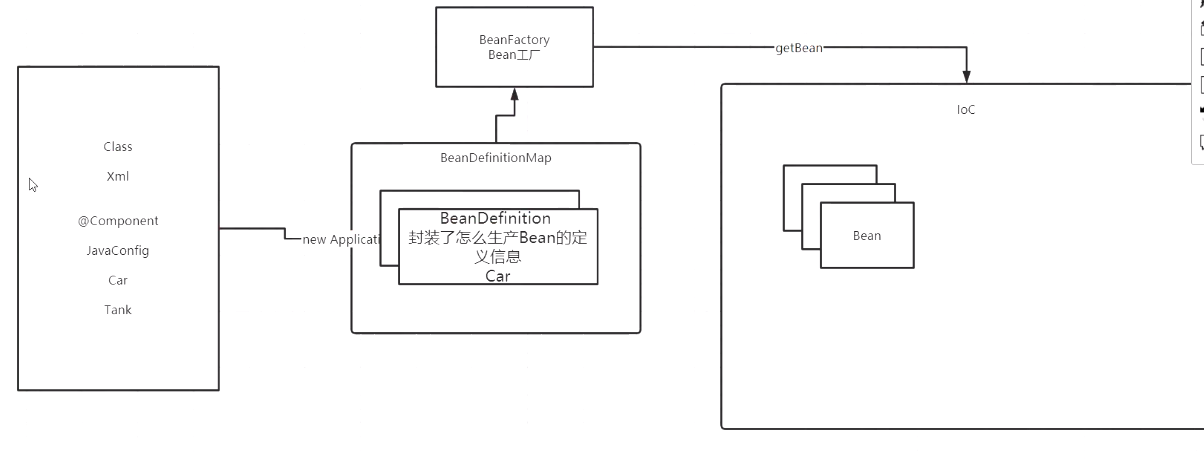 BeanFactory
Bean工厂
getBean
Class
Xml
@Component
JavaConfig
Car
Tank
new Applicati
BeanDefinitionMap
BeanDefinition
封装了怎么生产Bean的定
义信息
Car
IoC
Bean